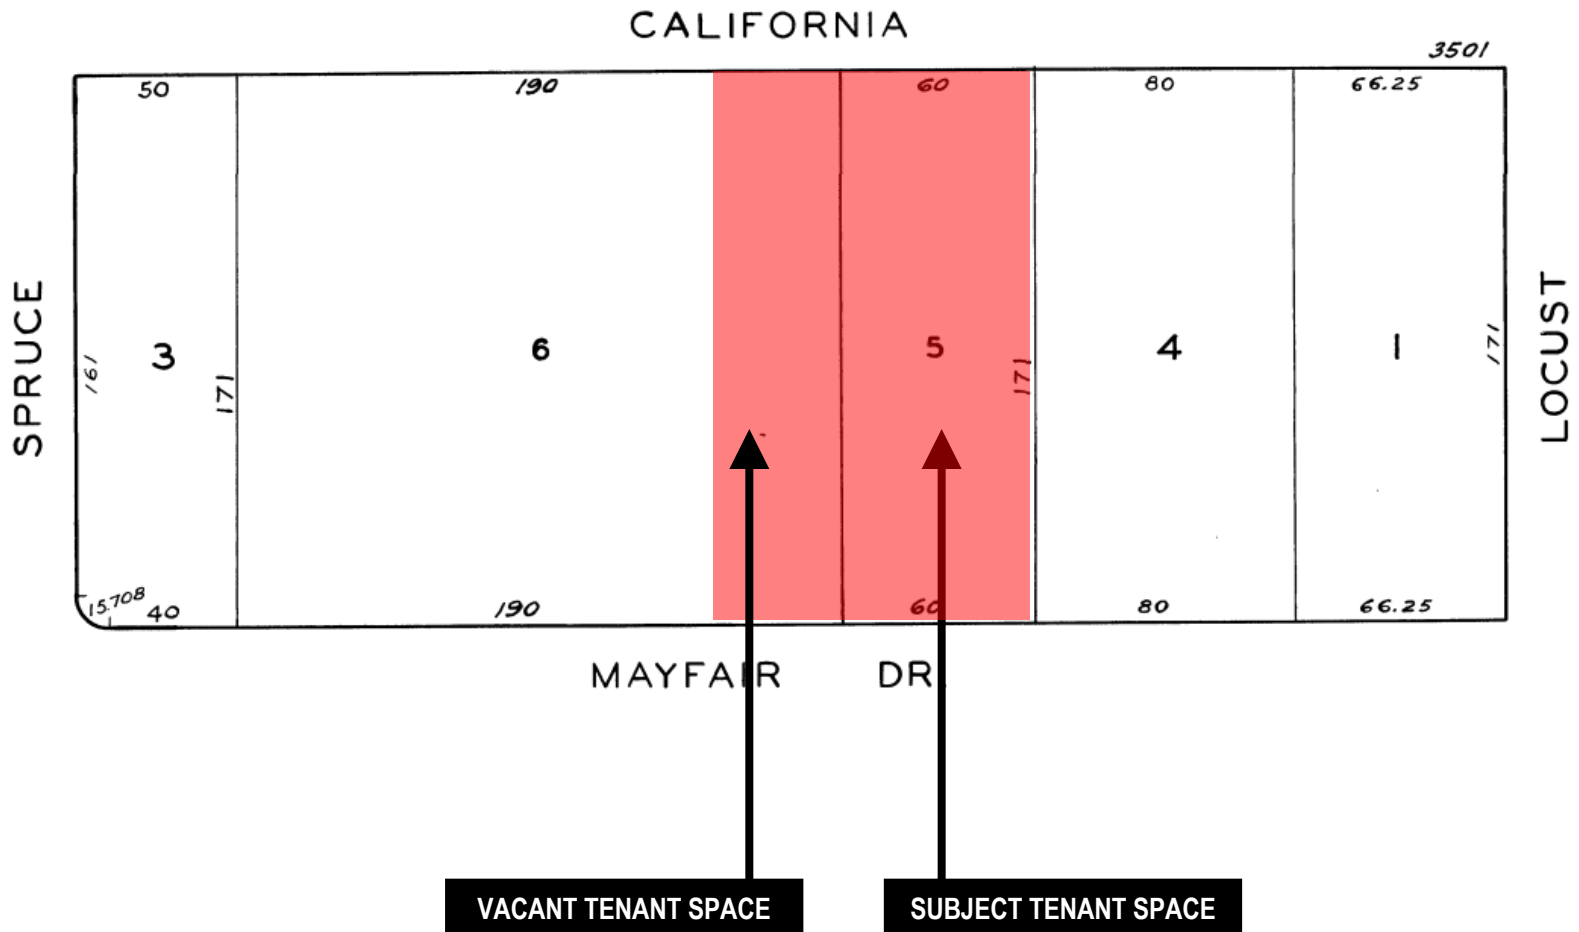 CALIFORNIA
3501
50 190 60 80 66.25
SPRUCE
161
3
171
6
5
171
4
1
171
LOCUST
15.708 40 190 60 80 66.25
MAYFAIR DR
VACANT TENANT SPACE
SUBJECT TENANT SPACE